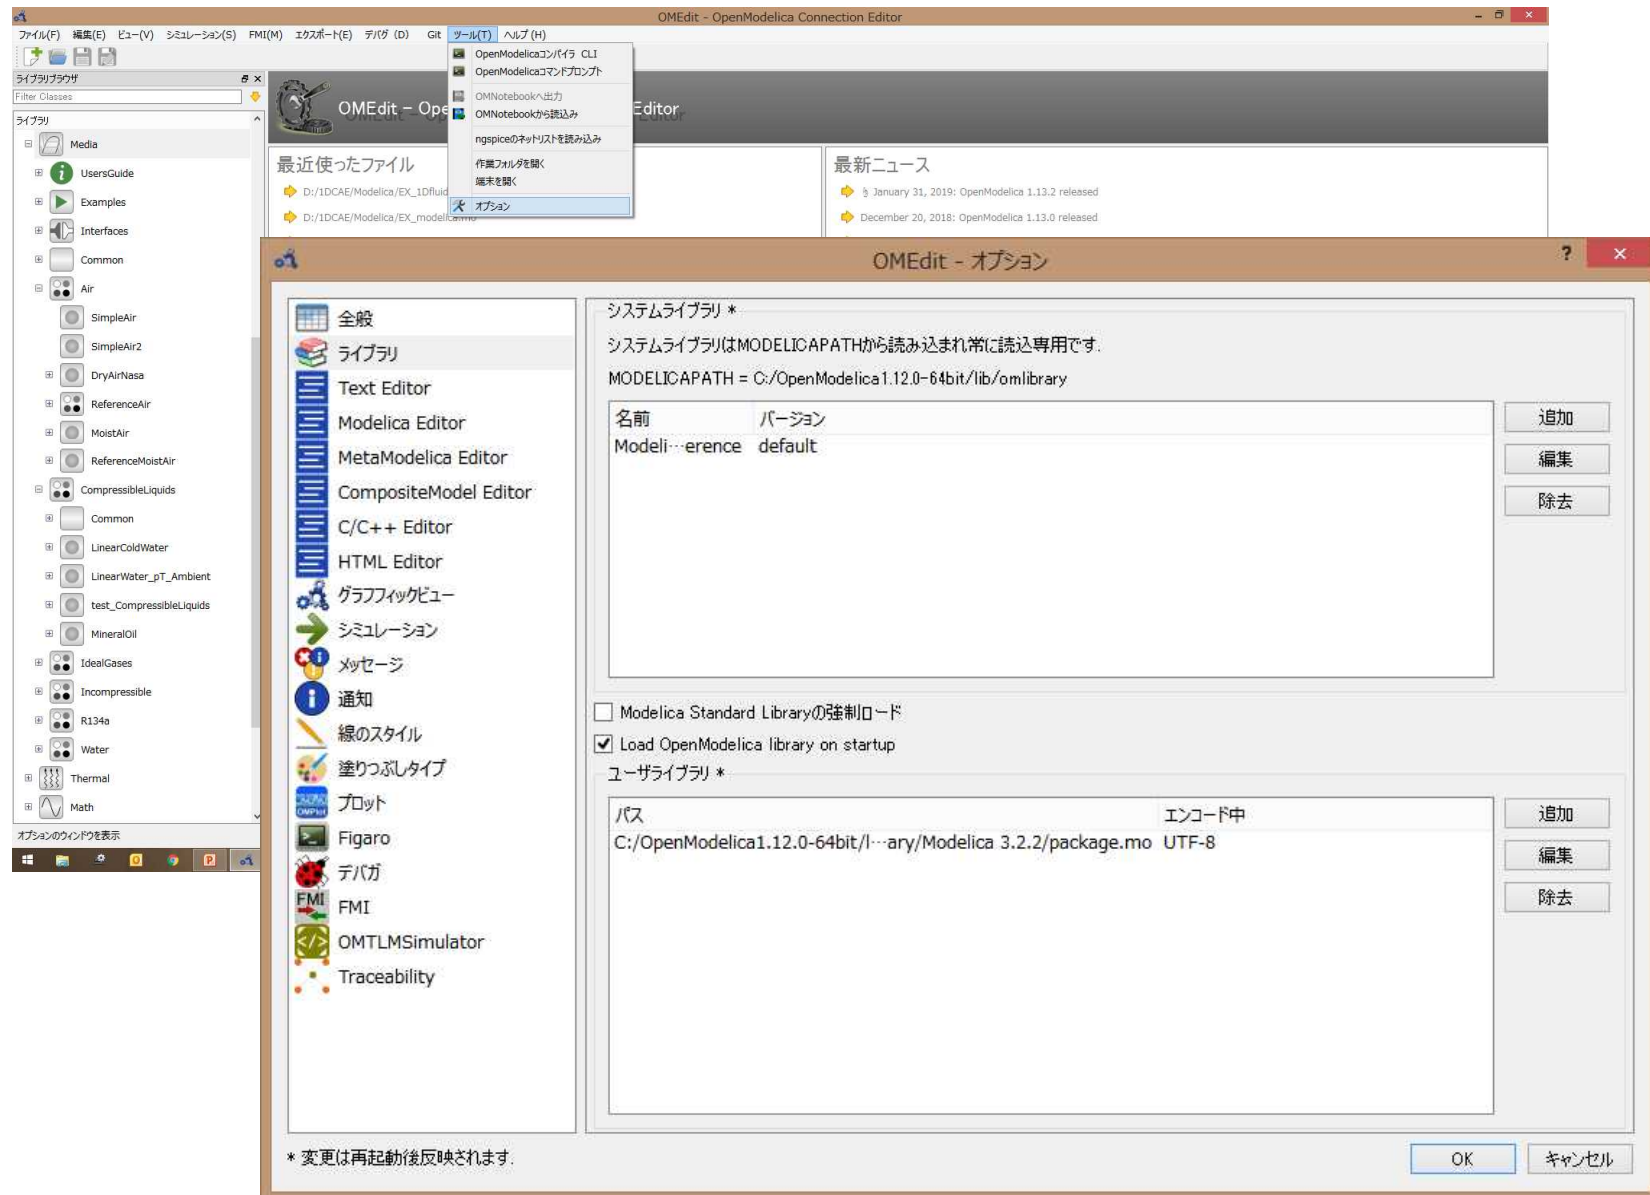 OMEdit - OpenModelica Connection Editor
ファイル(F) 編集(E) ビュー(V) シミュレーション(S) FMI(M) エクスポート(E) デバグ (D) Git ツール(T) ヘルプ (H)
OpenModelicaコンパイラ CLI
OpenModelicaコマンドプロンプト
OMNotebookへ出力
OMNotebookから読込み
ngspiceのネットリストを読み込み
作業フォルダを開く
端末を開く
オプション
ライブラリブラウザ
Filter Classes
ライブラリ
Media
UsersGuide
Examples
Interfaces
Common
Air
SimpleAir
SimpleAir2
DryAirNasa
ReferenceAir
MoistAir
ReferenceMoistAir
CompressibleLiquids
Common
LinearColdWater
LinearWater_pT_Ambient
test_CompressibleLiquids
MineralOil
IdealGases
Incompressible
R134a
Water
Thermal
Math
オプションのウィンドウを表示
OMEdit - Ope Editor
最近使ったファイル
D:/1DCAE/Modelica/EX_1Dfluid
D:/1DCAE/Modelica/EX_modelica.mo
最新ニュース
January 31, 2019: OpenModelica 1.13.2 released
December 20, 2018: OpenModelica 1.13.0 released
OMEdit - オプション
?
全般
ライブラリ
Text Editor
Modelica Editor
MetaModelica Editor
CompositeModel Editor
C/C++ Editor
HTML Editor
グラフフィックビュー
シミュレーション
メッセージ
通知
線のスタイル
塗りつぶしタイプ
プロット
Figaro
デバガ
FMI
FMI
OMTLMSimulator
Traceability
システムライブラリ *
システムライブラリはMODELICAPATHから読み込まれ常に読込専用です.
MODELICAPATH = C:/OpenModelica1.12.0-64bit/lib/omlibrary
名前 バージョン
Modeli…erence default
追加
編集
除去
Modelica Standard Libraryの強制ロード
Load OpenModelica library on startup
ユーザライブラリ *
パス エンコード中
C:/OpenModelica1.12.0-64bit/l…ary/Modelica 3.2.2/package.mo UTF-8
追加
編集
除去
* 変更は再起動後反映されます.
OK キャンセル